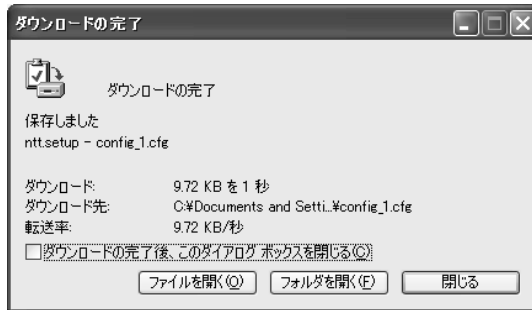 ダウンロードの完了
ダウンロードの完了
保存しました
ntt.setup - config_1.cfg
ダウンロード: 9.72 KB を 1 秒
ダウンロード先: C:¥Documents and Setti...¥config_1.cfg
転送率: 9.72 KB/秒
ダウンロードの完了後、このダイアログ ボックスを閉じる(C)
ファイルを開く(O) フォルダを開く(F) 閉じる